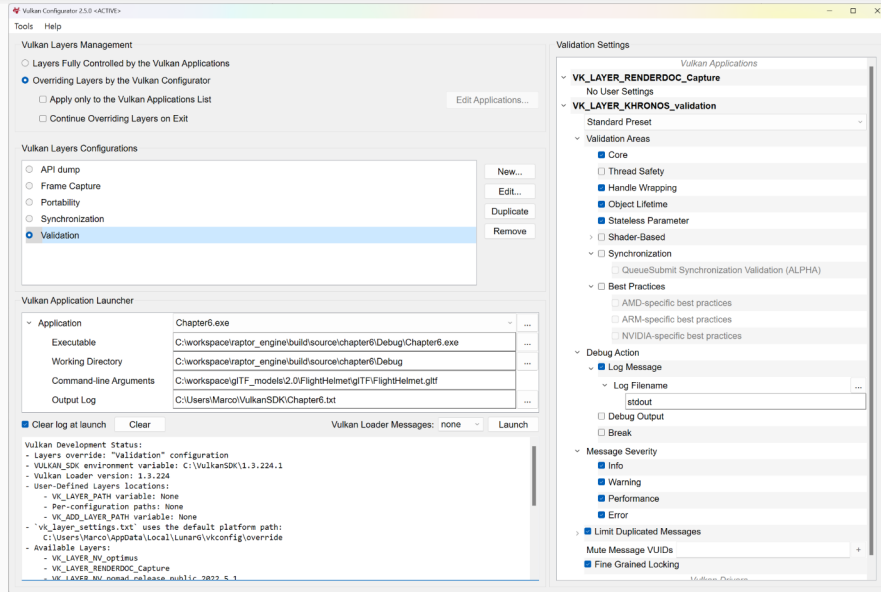 Vulkan Configurator 2.5.0 <ACTIVE>
Tools Help
Vulkan Layers Management
Layers Fully Controlled by the Vulkan Applications
Overriding Layers by the Vulkan Configurator
Apply only to the Vulkan Applications List
Edit Applications...
Continue Overriding Layers on Exit
Vulkan Layers Configurations
API dump
Frame Capture
Portability
Synchronization
Validation
New...
Edit...
Duplicate
Remove
Vulkan Application Launcher
Application Chapter6.exe ...
Executable C:\workspace\raptor_engine\build\source\chapter6\Debug\Chapter6.exe ...
Working Directory C:\workspace\raptor_engine\build\source\chapter6\Debug ...
Command-line Arguments C:\workspace\glTF_models\2.0\FlightHelmet\glTF\FlightHelmet.gltf
Output Log C:\Users\Marco\VulkanSDK\Chapter6.txt ...
Clear log at launch Clear Vulkan Loader Messages: none Launch
Vulkan Development Status:
- Layers override: "Validation" configuration
- VULKAN_SDK environment variable: C:\VulkanSDK\1.3.224.1
- Vulkan Loader version: 1.3.224
- User-Defined Layers locations:
- VK_LAYER_PATH variable: None
- Per-configuration paths: None
- VK_ADD_LAYER_PATH variable: None
- `vk_layer_settings.txt` uses the default platform path:
C:\Users\Marco\AppData\Local\LunarG\vkconfig\override
- Available Layers:
- VK_LAYER_NV_optimus
- VK_LAYER_RENDERDOC_Capture
- VK_LAYER_NV_nomad_release_public_2022_5_1
Validation Settings
Vulkan Applications
VK_LAYER_RENDERDOC_Capture
No User Settings
VK_LAYER_KHRONOS_validation
Standard Preset
Validation Areas
Core
Thread Safety
Handle Wrapping
Object Lifetime
Stateless Parameter
Shader-Based
Synchronization
QueueSubmit Synchronization Validation (ALPHA)
Best Practices
AMD-specific best practices
ARM-specific best practices
NVIDIA-specific best practices
Debug Action
Log Message
Log Filename ...
stdout
Debug Output
Break
Message Severity
Info
Warning
Performance
Error
Limit Duplicated Messages
Mute Message VUIDs +
Fine Grained Locking
Vulkan Drivers